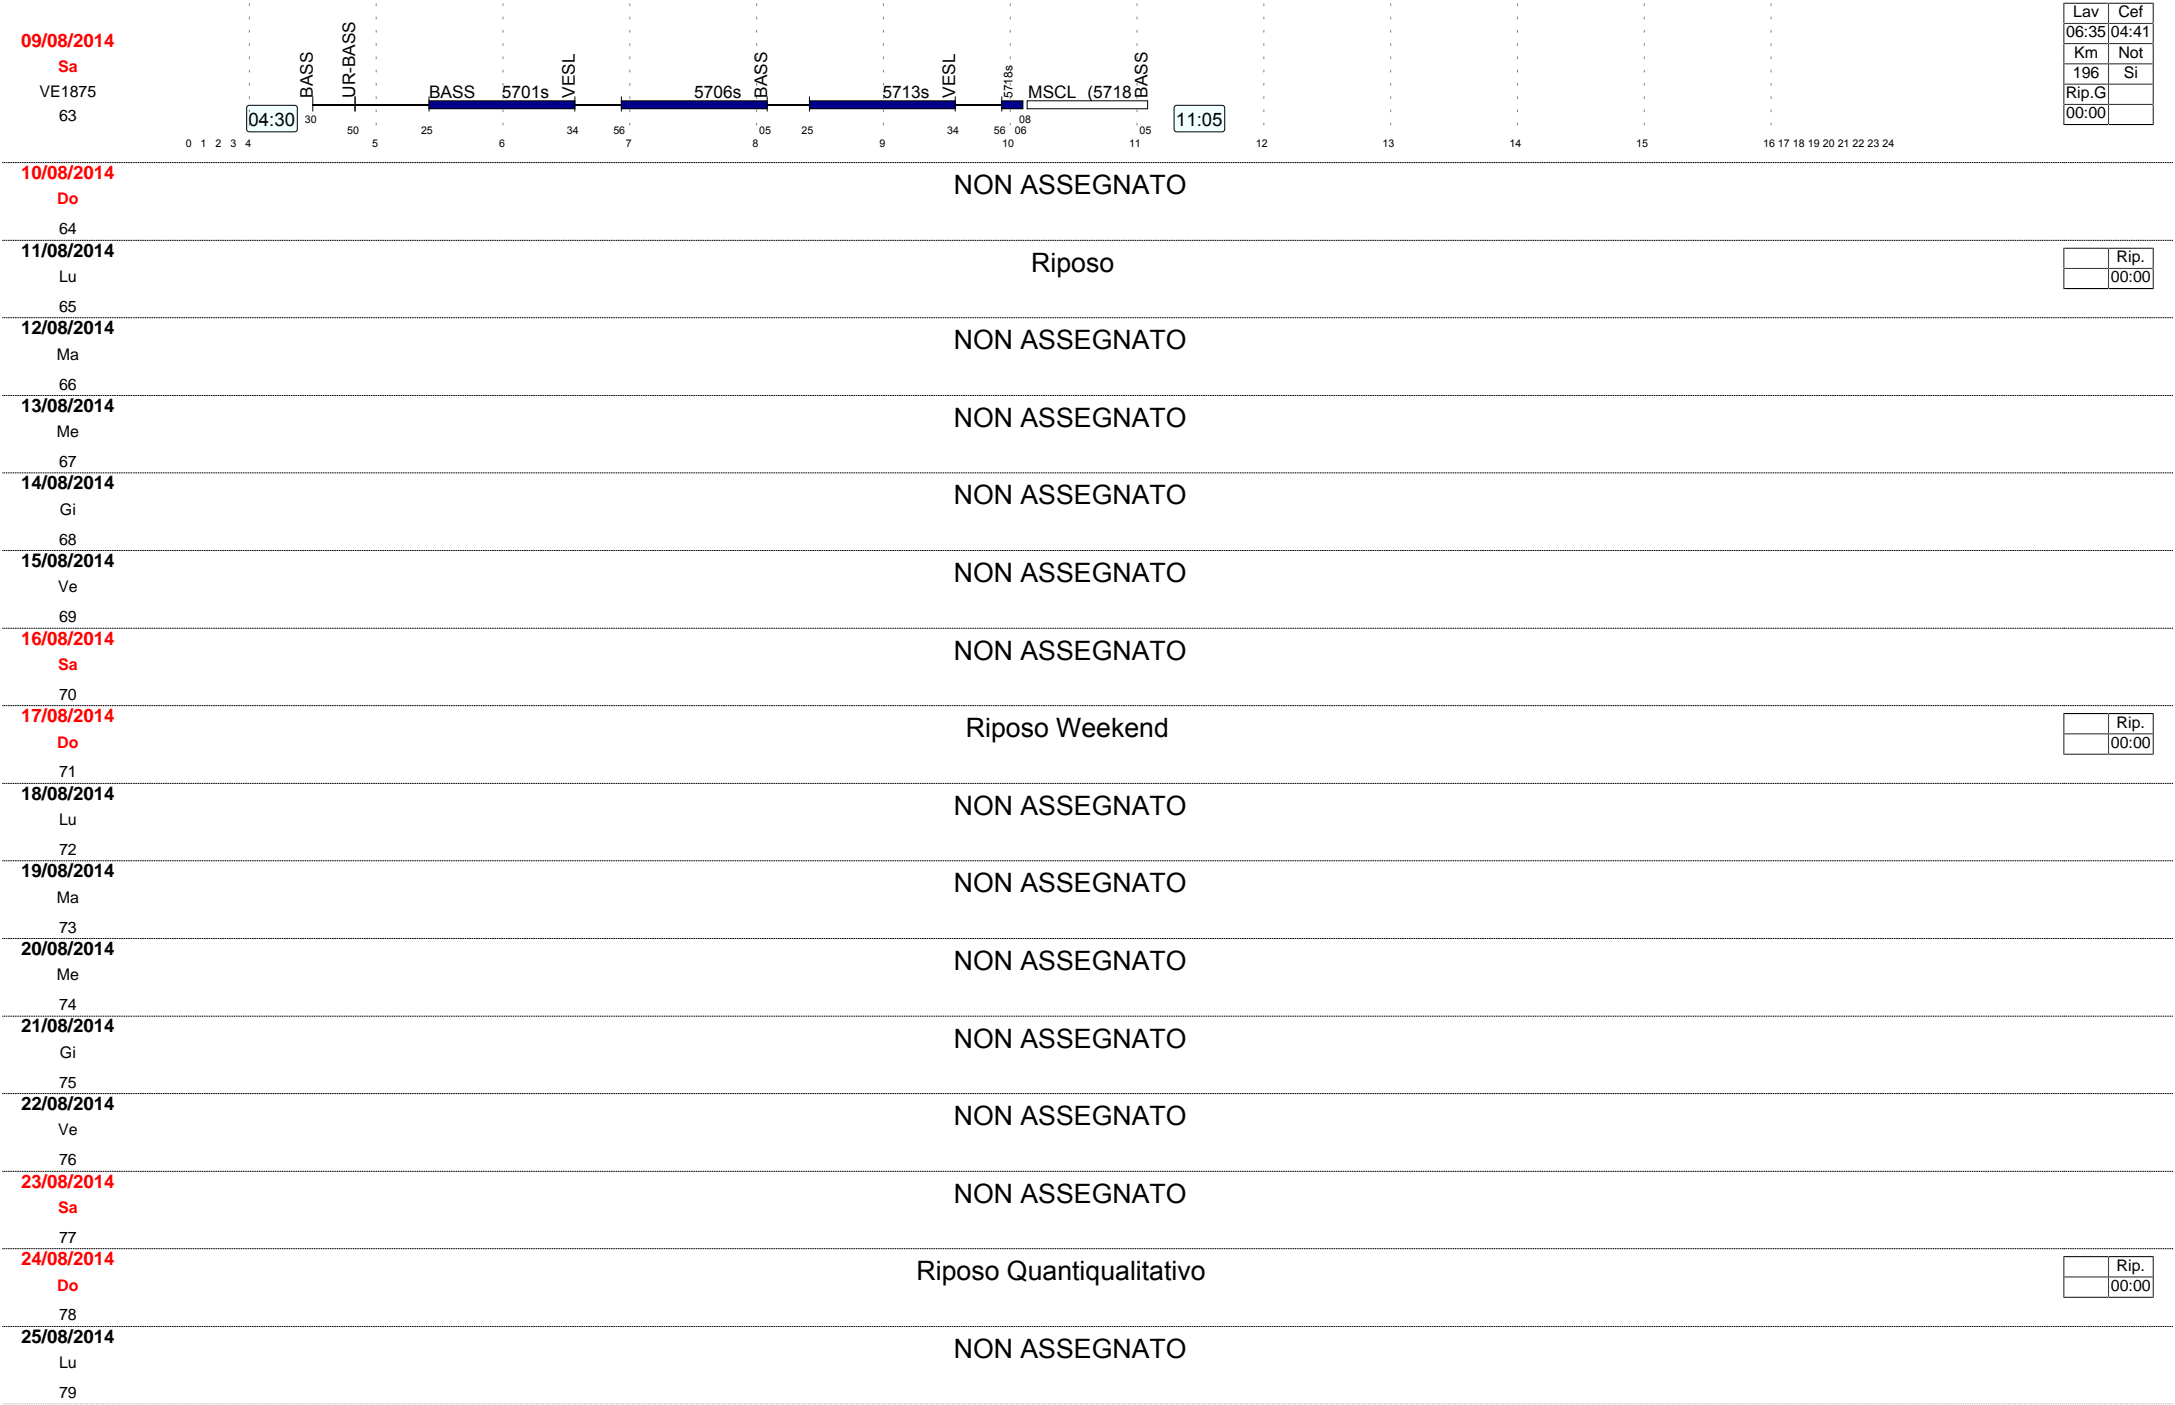 09/08/2014
Sa
VE1875
63
04:30
BASS
UR-BASS
BASS 5701s VESL 5706s BASS 5713s VESL 5718s MSCL (5718 BASS
30 50 25 34 56 05 25 34 56 06 08 05
11:05
0 1 2 3 4 5 6 7 8 9 10 11 12 13 14 15 16 17 18 19 20 21 22 23 24
Lav Cef
06:35 04:41
Km Not
196 Si
Rip.G
00:00
10/08/2014
Do
64
NON ASSEGNATO
11/08/2014
Lu
65
Riposo
Rip.
00:00
12/08/2014
Ma
66
NON ASSEGNATO
13/08/2014
Me
67
NON ASSEGNATO
14/08/2014
Gi
68
NON ASSEGNATO
15/08/2014
Ve
69
NON ASSEGNATO
16/08/2014
Sa
70
NON ASSEGNATO
17/08/2014
Do
71
Riposo Weekend
Rip.
00:00
18/08/2014
Lu
72
NON ASSEGNATO
19/08/2014
Ma
73
NON ASSEGNATO
20/08/2014
Me
74
NON ASSEGNATO
21/08/2014
Gi
75
NON ASSEGNATO
22/08/2014
Ve
76
NON ASSEGNATO
23/08/2014
Sa
77
NON ASSEGNATO
24/08/2014
Do
78
Riposo Quantiqualitativo
Rip.
00:00
25/08/2014
Lu
79
NON ASSEGNATO